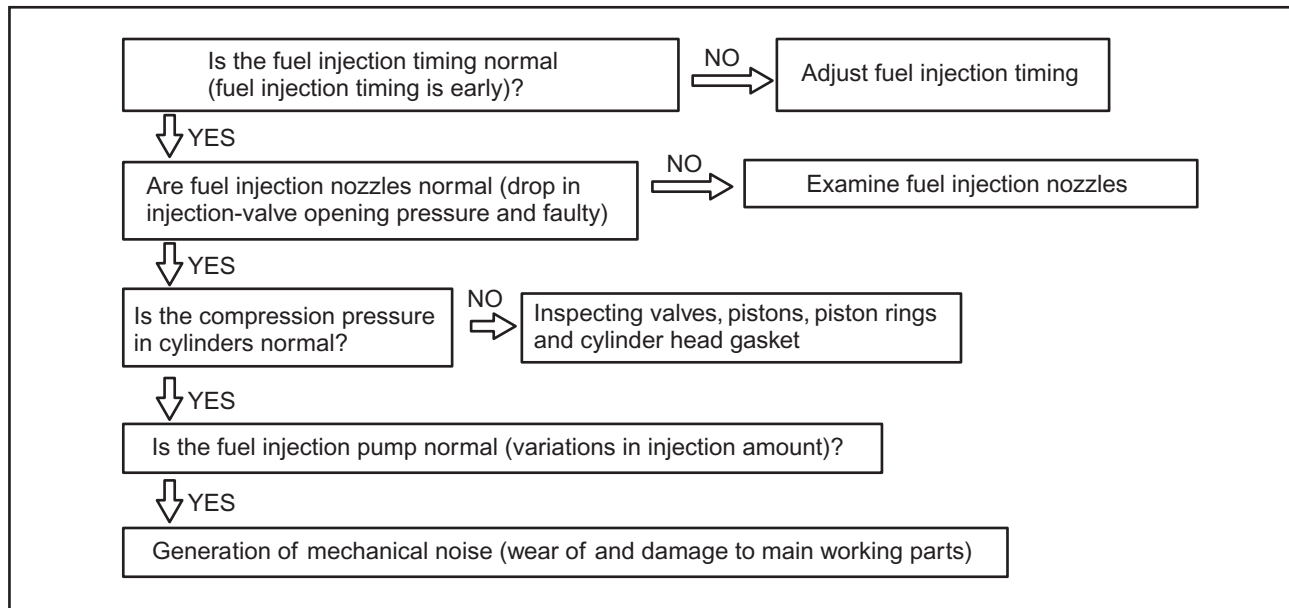 Is the fuel injection timing normal
(fuel injection timing is early)?
NO
Adjust fuel injection timing
YES
Are fuel injection nozzles normal (drop in
injection-valve opening pressure and faulty)
NO
Examine fuel injection nozzles
YES
Is the compression pressure
in cylinders normal?
NO
Inspecting valves, pistons, piston rings
and cylinder head gasket
YES
Is the fuel injection pump normal (variations in injection amount)?
YES
Generation of mechanical noise (wear of and damage to main working parts)